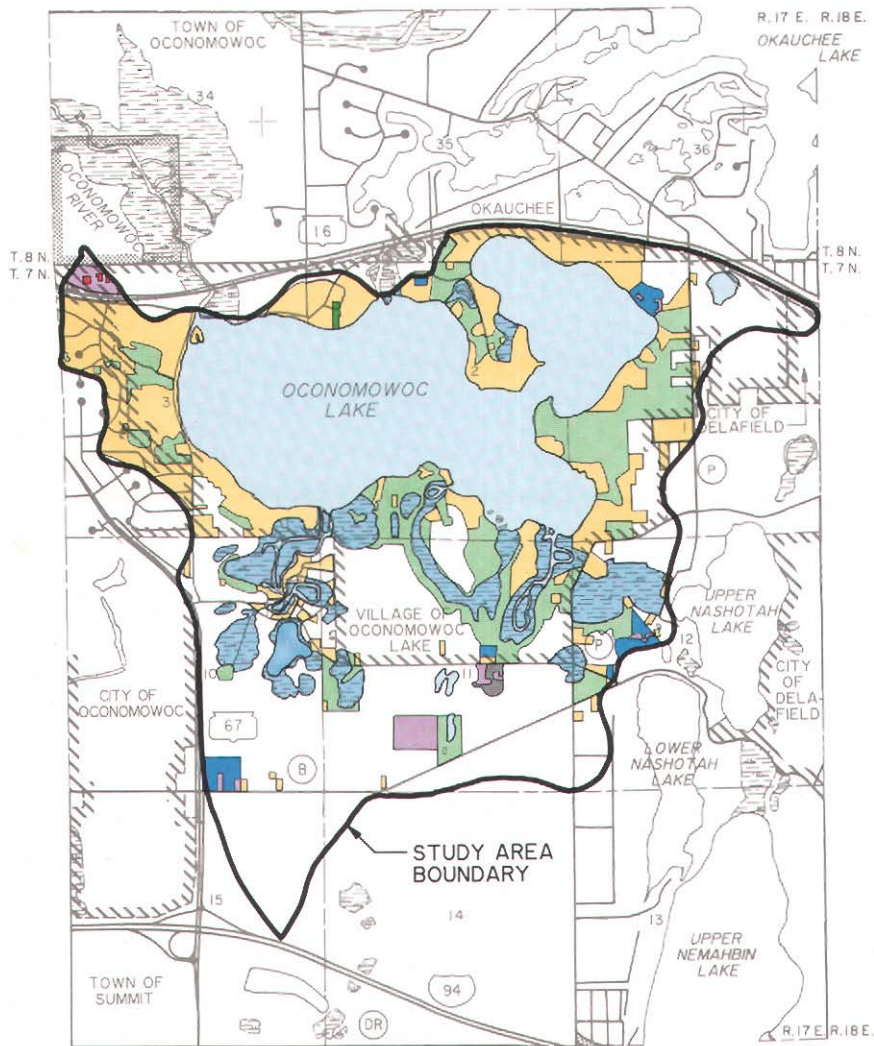 TOWN OF
OCONOMOWOC
R. 17 E. R. 18 E.
OKAUCHEE
LAKE
34
35
36
OCONOMOWOC
RIVER
16
OKAUCHEE
T. 8 N.
T. 7 N.
T. 8 N.
T. 7 N.
OCONOMOWOC
LAKE
3
2
1
CITY OF
DELAFIELD
P
VILLAGE OF
OCONOMOWOC
LAKE
UPPER
NASHOTAH
LAKE
P
12
10
11
CITY OF
OCONOMOWOC
CITY
OF
DELA-
FIELD
67
B
LOWER
NASHOTAH
LAKE
STUDY AREA
BOUNDARY
15
14
13
UPPER
NEMAHBIN
LAKE
TOWN OF
SUMMIT
94
DR
R. 17 E. R. 18 E.